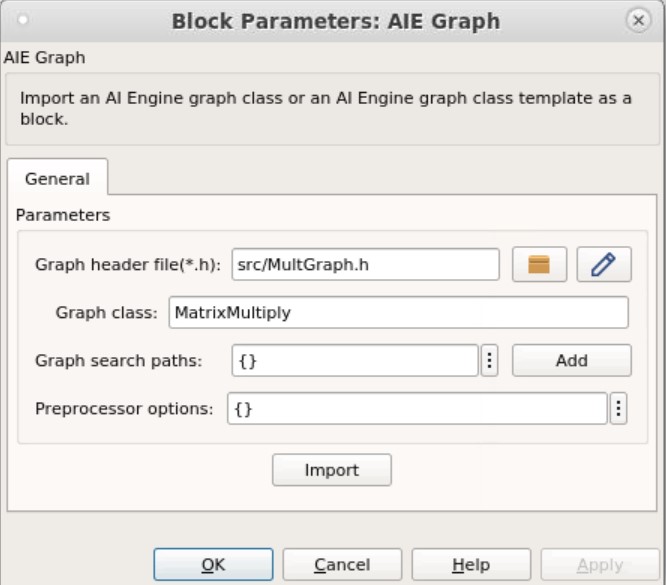 Block Parameters: AIE Graph
AIE Graph
Import an AI Engine graph class or an AI Engine graph class template as a
block.
General
Parameters
Graph header file(*.h): src/MultGraph.h
Graph class: MatrixMultiply
Graph search paths: {} Add
Preprocessor options: {}
Import
OK Cancel Help Apply